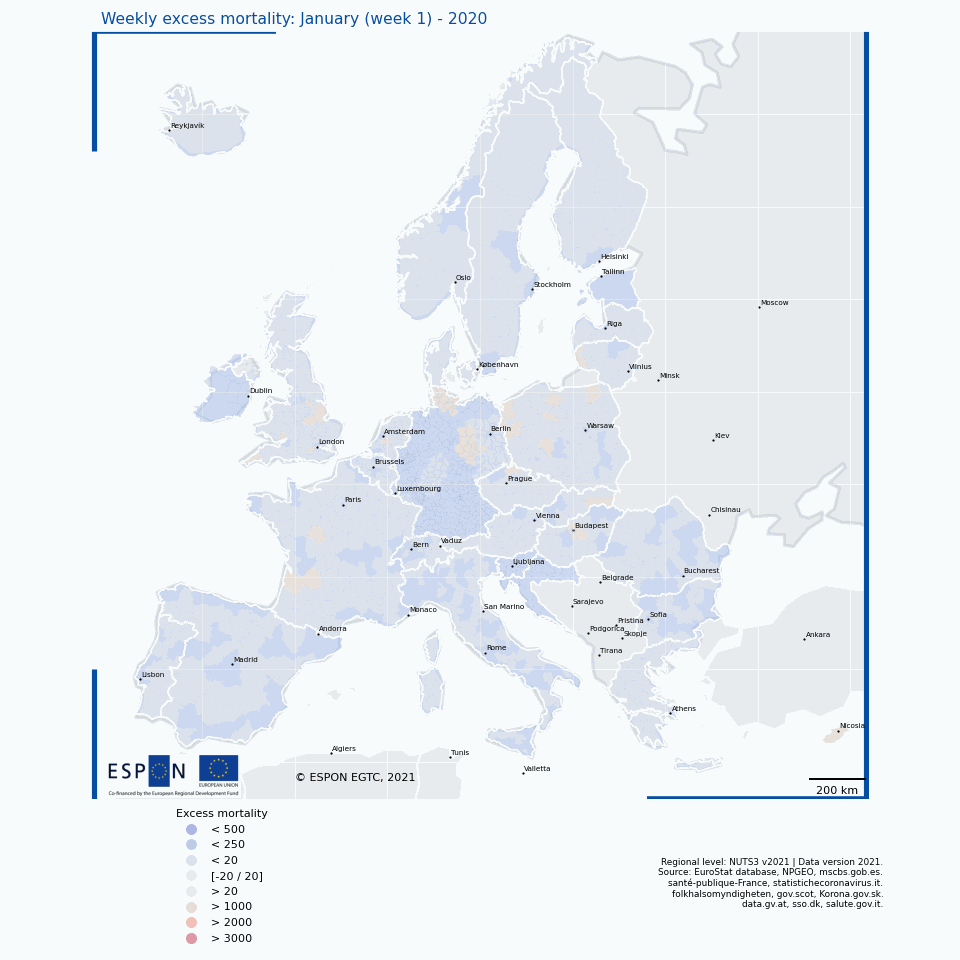 Weekly excess mortality: January (week 1) - 2020
Reykjavik
Helsinki
Tallinn
Oslo
Stockholm
Moscow
Riga
København
Vilnius
Minsk
Dublin
Amsterdam
Berlin
Warsaw
London
Kiev
Brussels
Prague
Luxembourg
Paris
Chisinau
Vienna
Budapest
Bern
Vaduz
Ljubljana
Bucharest
Belgrade
Monaco
San Marino
Sarajevo
Sofia
Pristina
Podgorica
Skopje
Andorra
Ankara
Rome
Tirana
Madrid
Lisbon
Athens
Nicosia
Algiers
Tunis
Valletta
ESPON
EUROPEAN UNION
Co-financed by the European Regional Development Fund
© ESPON EGTC, 2021
200 km
Excess mortality
< 500
< 250
< 20
[-20 / 20]
> 20
> 1000
> 2000
> 3000
Regional level: NUTS3 v2021 | Data version 2021.
Source: EuroStat database, NPGEO, mscbs.gob.es.
santé-publique-France, statistichecoronavirus.it.
folkhalsomyndigheten, gov.scot, Korona.gov.sk.
data.gv.at, sso.dk, salute.gov.it.